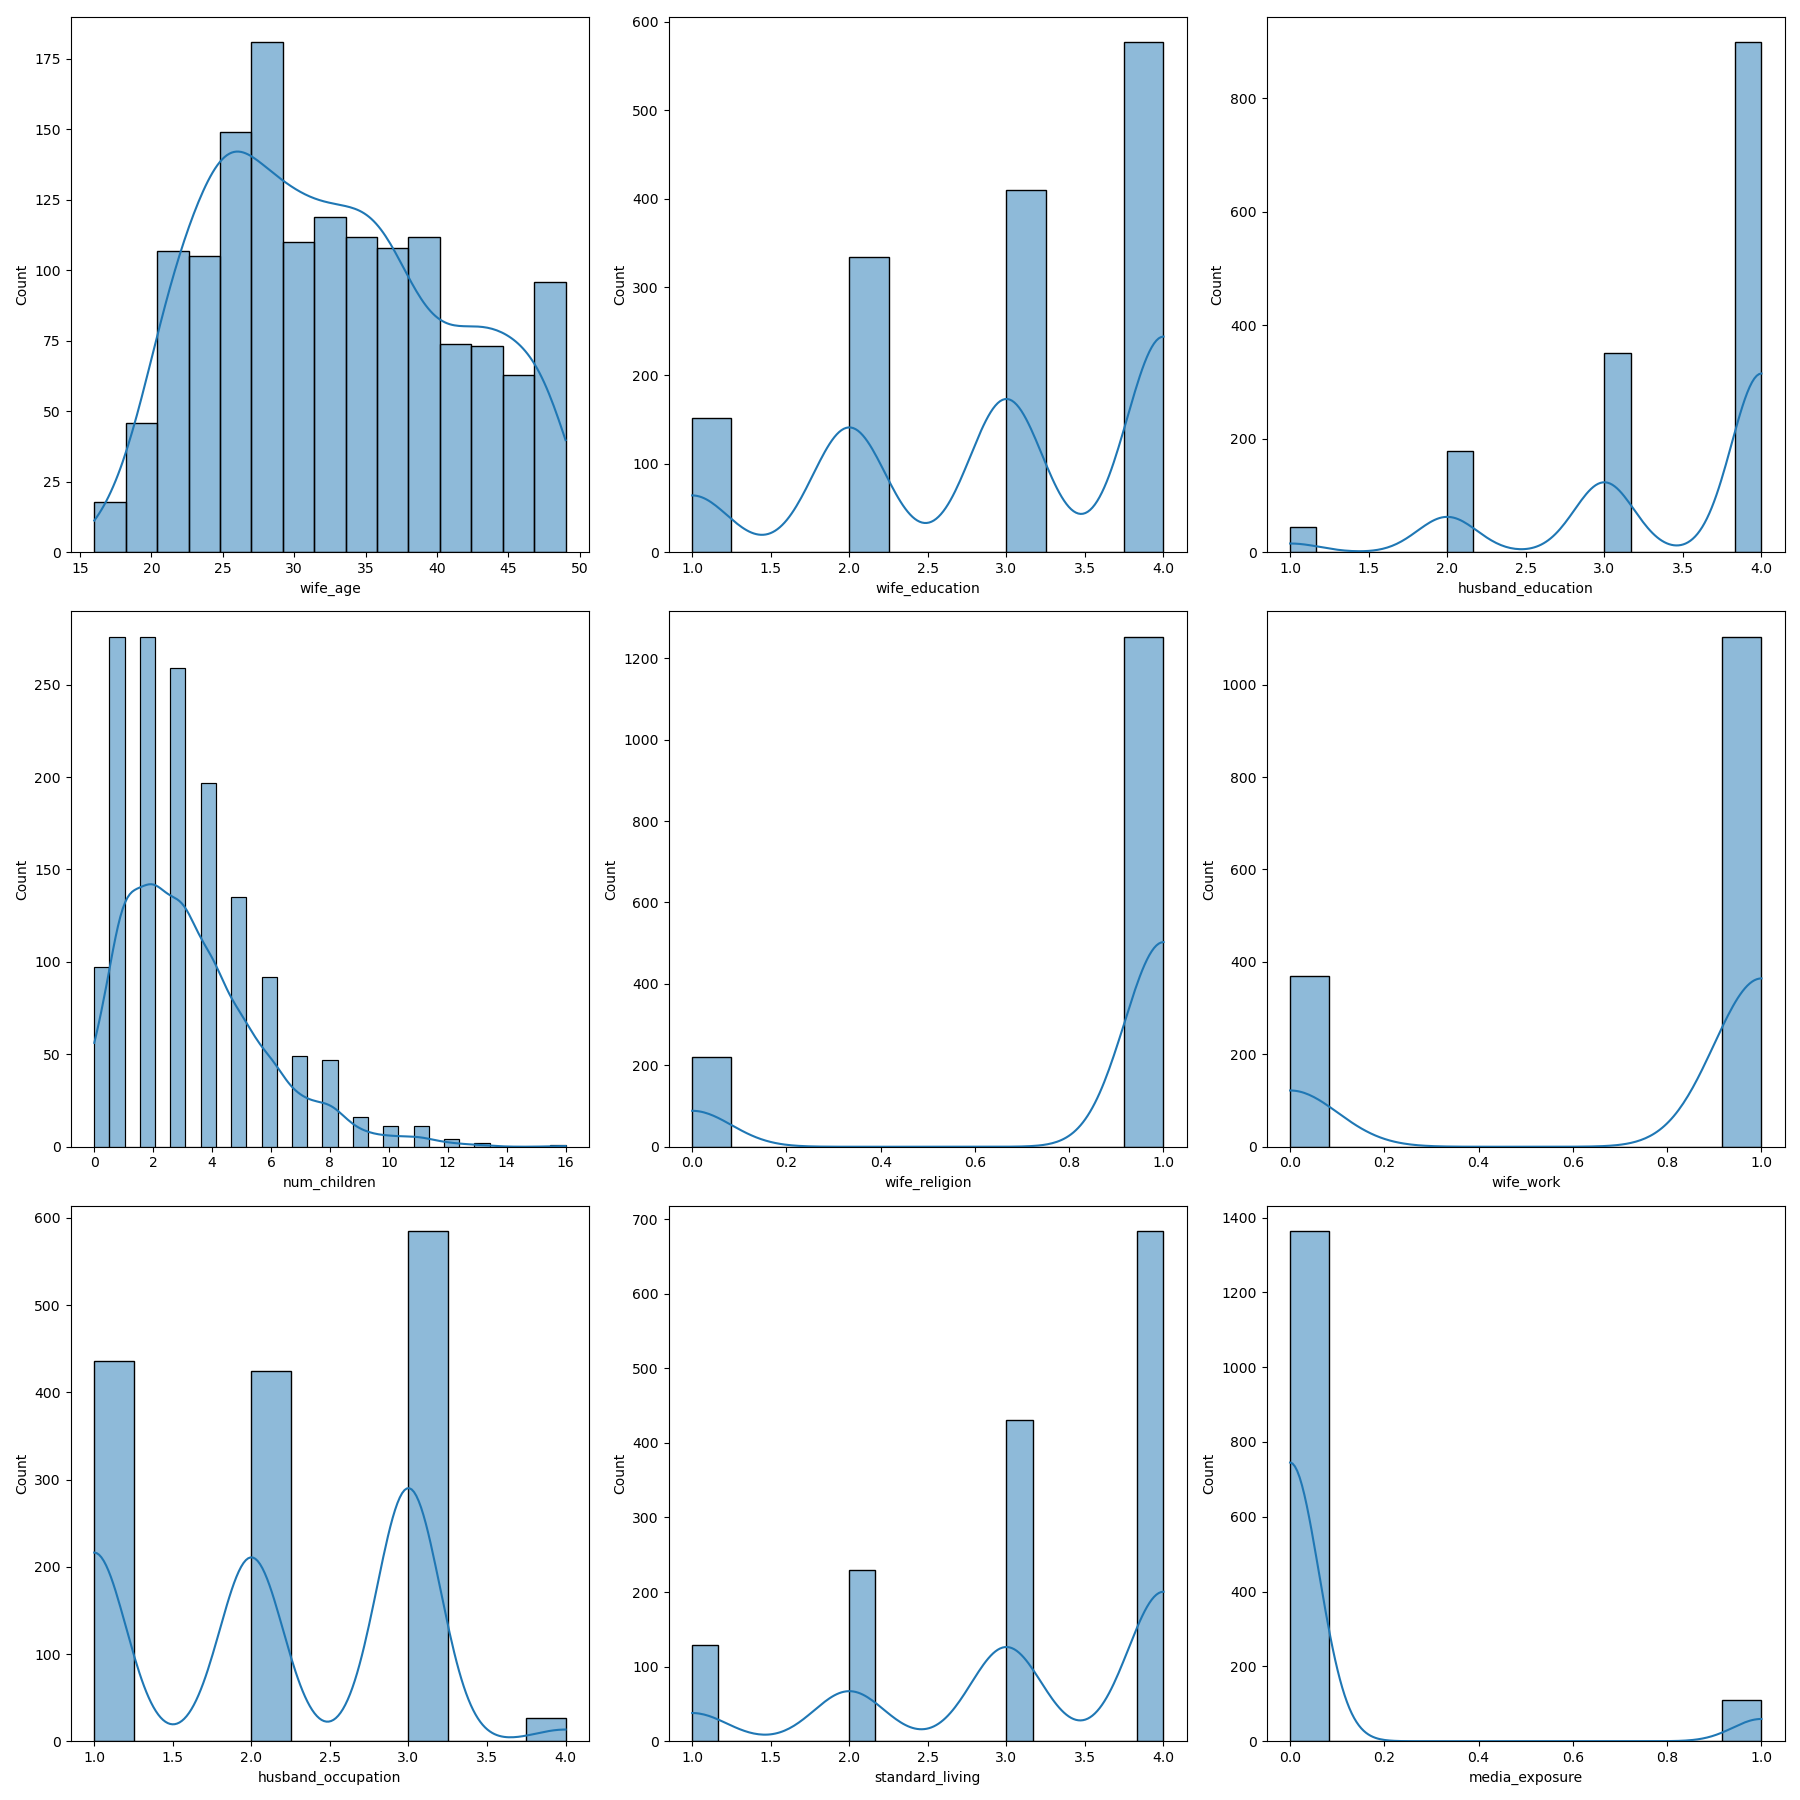 175
150
125
100
75
50
25
0
Count
15 20 25 30 35 40 45 50
wife_age
600
500
400
300
200
100
0
Count
1.0 1.5 2.0 2.5 3.0 3.5 4.0
wife_education
800
600
400
200
0
Count
1.0 1.5 2.0 2.5 3.0 3.5 4.0
husband_education
250
200
150
100
50
0
Count
0 2 4 6 8 10 12 14 16
num_children
1200
1000
800
600
400
200
0
Count
0.0 0.2 0.4 0.6 0.8 1.0
wife_religion
1000
800
600
400
200
0
Count
0.0 0.2 0.4 0.6 0.8 1.0
wife_work
600
500
400
300
200
100
0
Count
1.0 1.5 2.0 2.5 3.0 3.5 4.0
husband_occupation
700
600
500
400
300
200
100
0
Count
1.0 1.5 2.0 2.5 3.0 3.5 4.0
standard_living
1400
1200
1000
800
600
400
200
0
Count
0.0 0.2 0.4 0.6 0.8 1.0
media_exposure